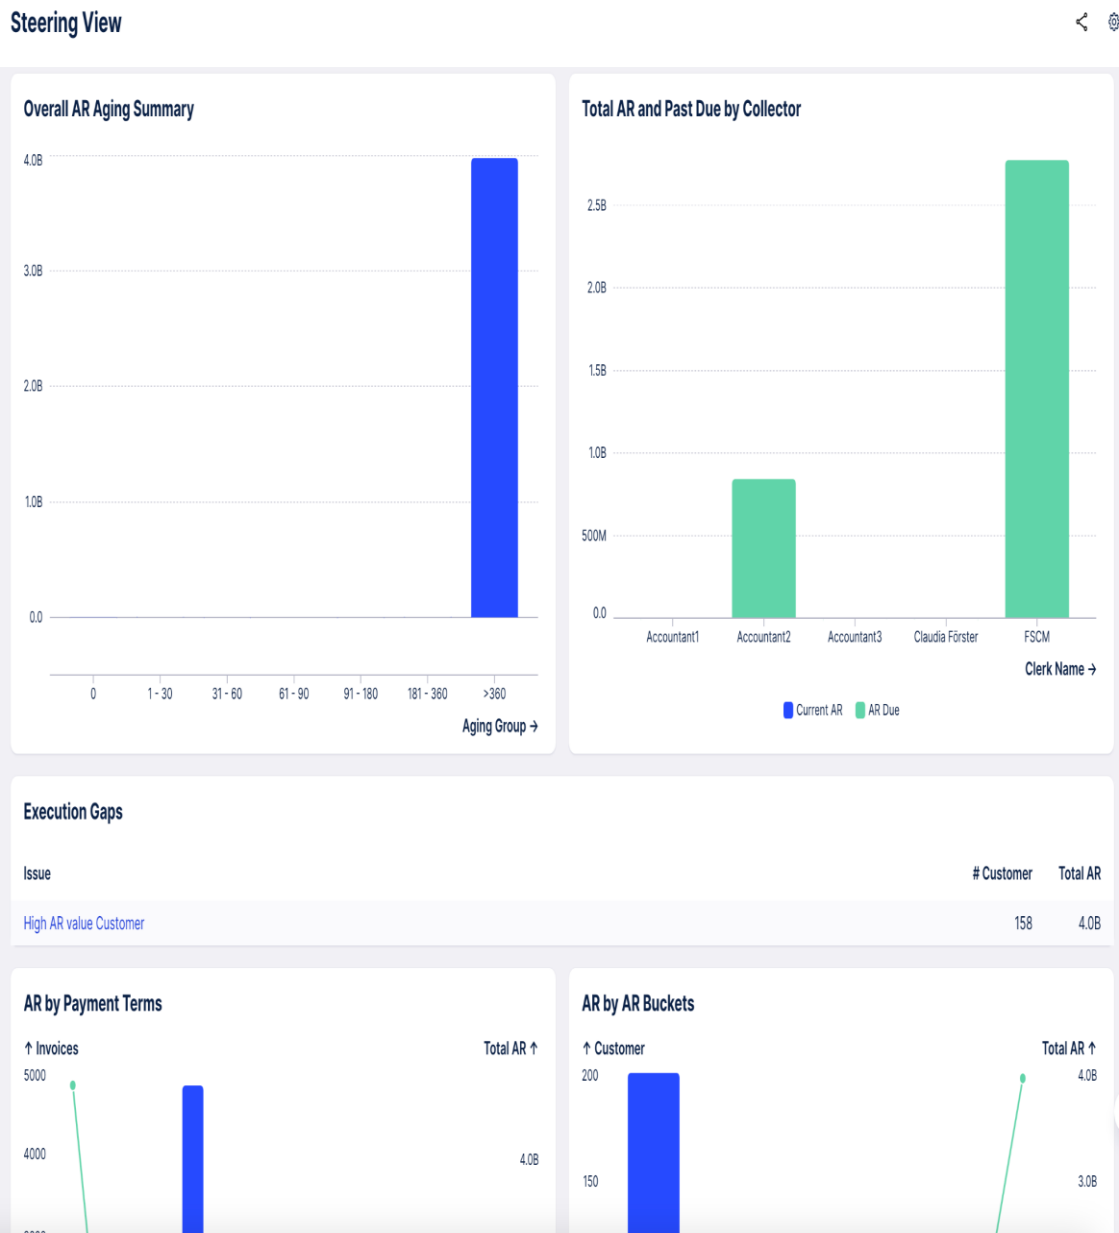 Steering View
Overall AR Aging Summary
4.0B
3.0B
2.0B
1.0B
0.0
0 1 - 30 31 - 60 61 - 90 91 - 180 181 - 360 >360
Aging Group →
Total AR and Past Due by Collector
2.5B
2.0B
1.5B
1.0B
500M
0.0
Accountant1 Accountant2 Accountant3 Claudia Förster FSCM
Clerk Name →
Current AR AR Due
Execution Gaps
Issue # Customer Total AR
High AR value Customer 158 4.0B
AR by Payment Terms
↑ Invoices Total AR ↑
5000
4000 4.0B
AR by AR Buckets
↑ Customer Total AR ↑
200 4.0B
150 3.0B